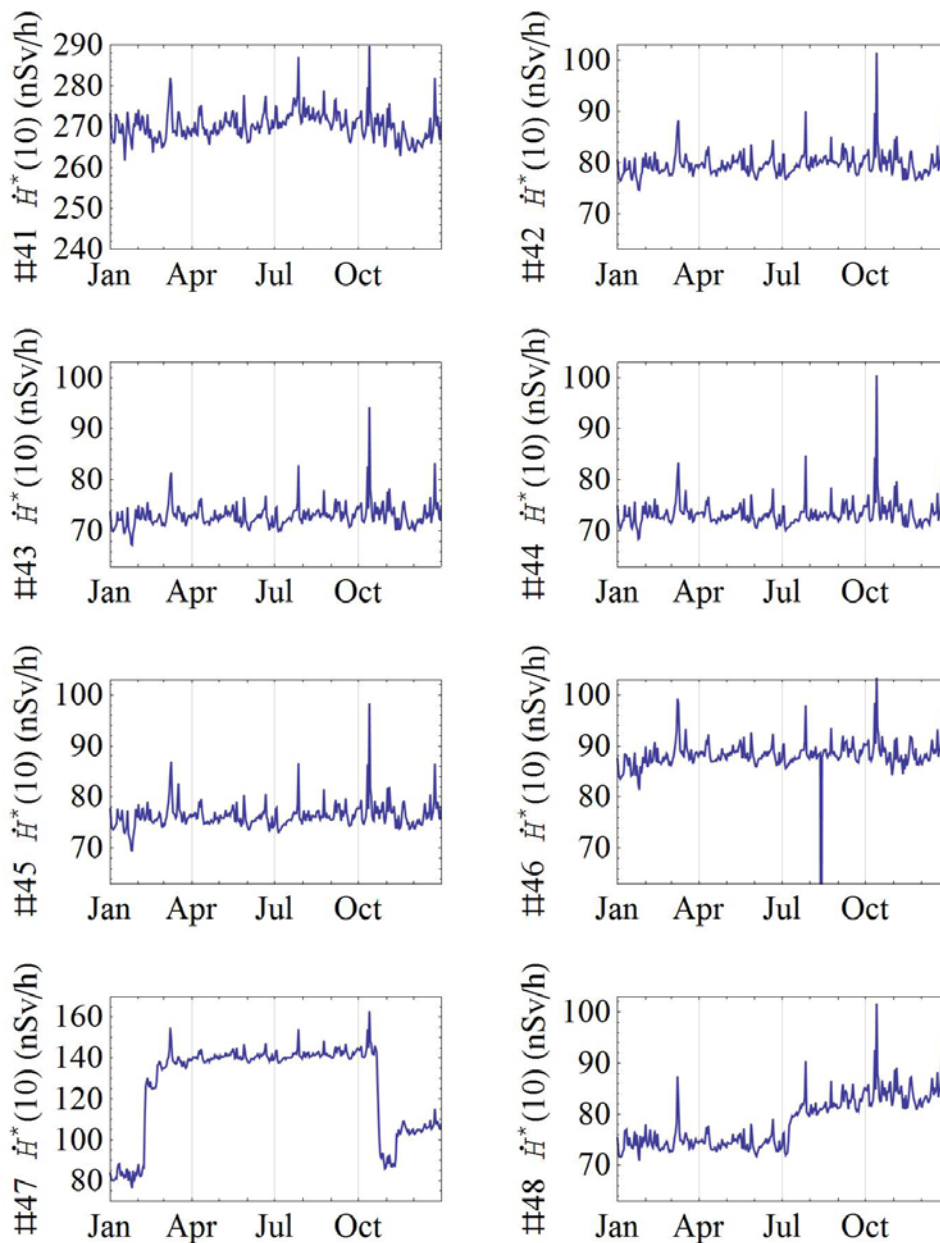 #41 Ḣ*(10) (nSv/h)
290
280
270
260
250
240
Jan Apr Jul Oct
#42 Ḣ*(10) (nSv/h)
100
90
80
70
Jan Apr Jul Oct
#43 Ḣ*(10) (nSv/h)
100
90
80
70
Jan Apr Jul Oct
#44 Ḣ*(10) (nSv/h)
100
90
80
70
Jan Apr Jul Oct
#45 Ḣ*(10) (nSv/h)
100
90
80
70
Jan Apr Jul Oct
#46 Ḣ*(10) (nSv/h)
100
90
80
70
Jan Apr Jul Oct
#47 Ḣ*(10) (nSv/h)
160
140
120
100
80
Jan Apr Jul Oct
#48 Ḣ*(10) (nSv/h)
100
90
80
70
Jan Apr Jul Oct